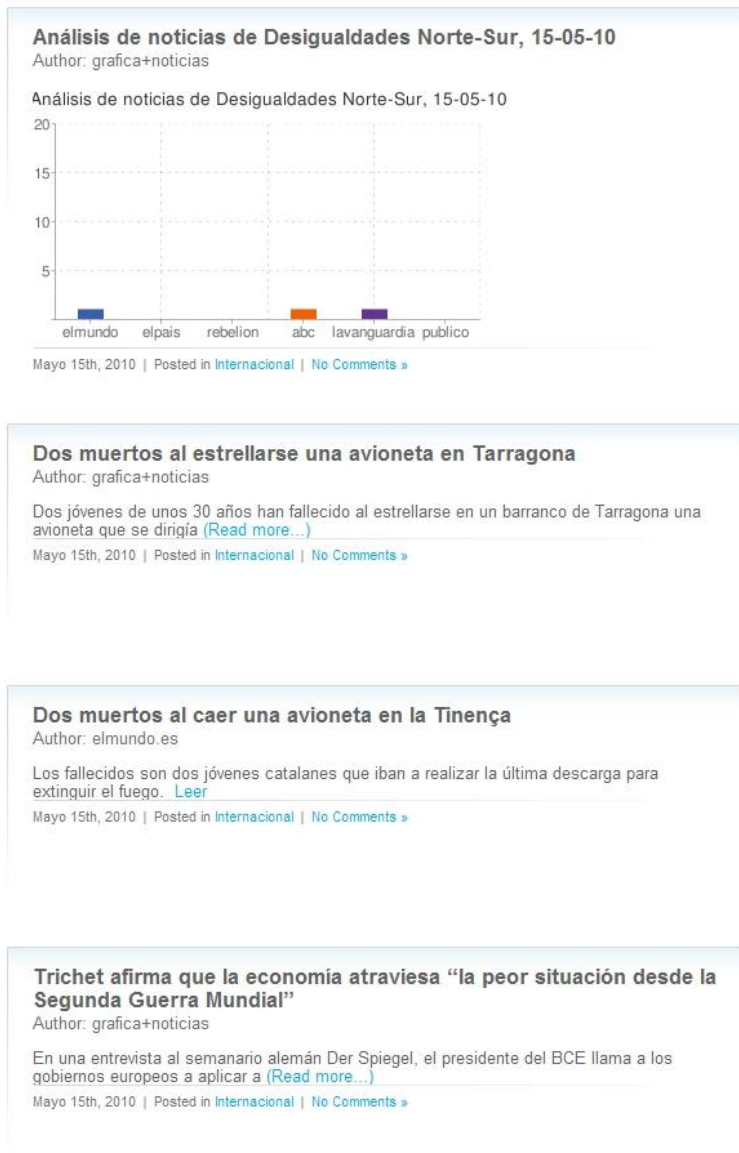 Análisis de noticias de Desigualdades Norte-Sur, 15-05-10
Author: grafica+noticias
Análisis de noticias de Desigualdades Norte-Sur, 15-05-10
20
15
10
5
elmundo elpais rebelion abc lavanguardia publico
Mayo 15th, 2010 | Posted in Internacional | No Comments »
Dos muertos al estrellarse una avioneta en Tarragona
Author: grafica+noticias
Dos jóvenes de unos 30 años han fallecido al estrellarse en un barranco de Tarragona una
avioneta que se dirigía (Read more...)
Mayo 15th, 2010 | Posted in Internacional | No Comments »
Dos muertos al caer una avioneta en la Tinença
Author: elmundo.es
Los fallecidos son dos jóvenes catalanes que iban a realizar la última descarga para
extinguir el fuego. Leer
Mayo 15th, 2010 | Posted in Internacional | No Comments »
Trichet afirma que la economía atraviesa “la peor situación desde la
Segunda Guerra Mundial”
Author: grafica+noticias
En una entrevista al semanario alemán Der Spiegel, el presidente del BCE llama a los
gobiernos europeos a aplicar a (Read more...)
Mayo 15th, 2010 | Posted in Internacional | No Comments »